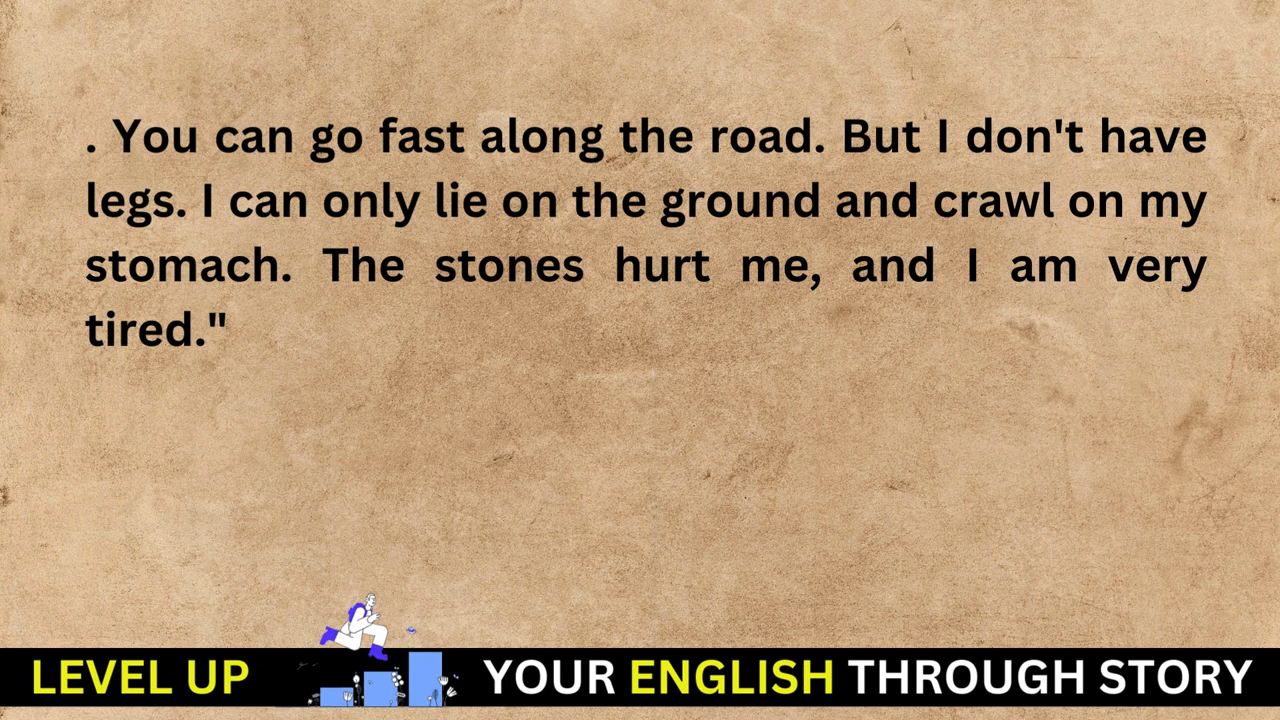 . You can go fast along the road. But I don't have
legs. I can only lie on the ground and crawl on my
stomach. The stones hurt me, and I am very
tired."
LEVEL UP YOUR ENGLISH THROUGH STORY